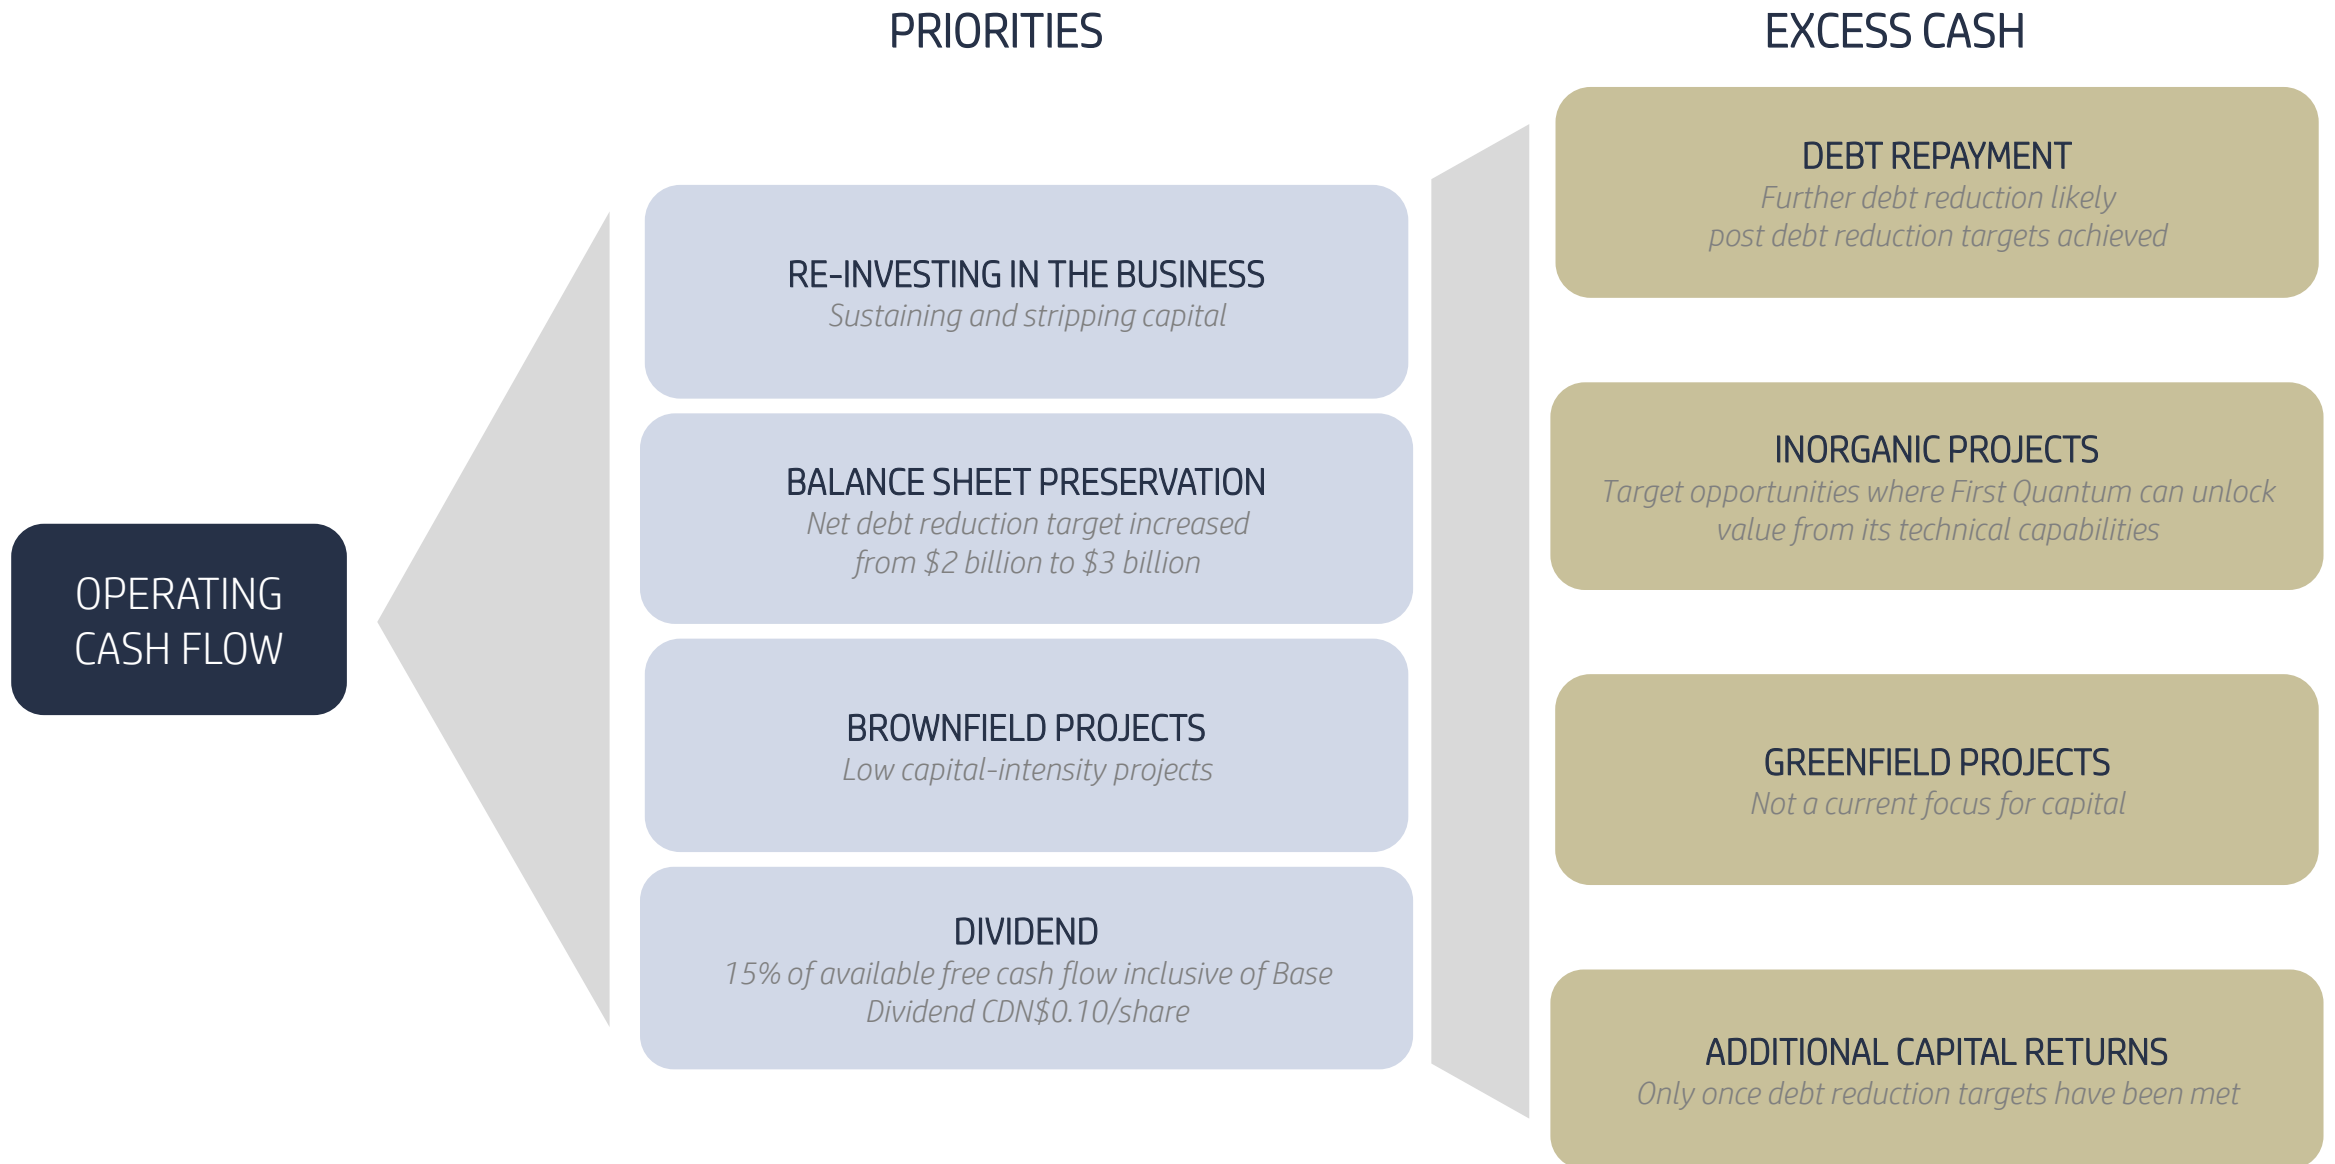 PRIORITIES
EXCESS CASH
OPERATING
CASH FLOW
RE-INVESTING IN THE BUSINESS
Sustaining and stripping capital
BALANCE SHEET PRESERVATION
Net debt reduction target increased
from $2 billion to $3 billion
BROWNFIELD PROJECTS
Low capital-intensity projects
DIVIDEND
15% of available free cash flow inclusive of Base
Dividend CDN$0.10/share
DEBT REPAYMENT
Further debt reduction likely
post debt reduction targets achieved
INORGANIC PROJECTS
Target opportunities where First Quantum can unlock
value from its technical capabilities
GREENFIELD PROJECTS
Not a current focus for capital
ADDITIONAL CAPITAL RETURNS
Only once debt reduction targets have been met